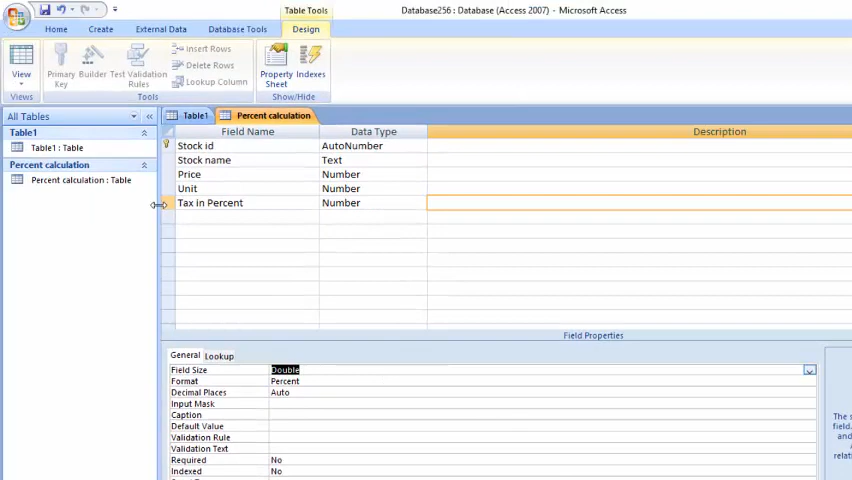 Table Tools
Database256 : Database (Access 2007) - Microsoft Access
Home Create External Data Database Tools Design
View
Primary Key
Builder
Test Validation Rules
Insert Rows
Delete Rows
Lookup Column
Property Sheet
Indexes
Views Tools Show/Hide
All Tables
Table1
Table1 : Table
Percent calculation
Percent calculation : Table
Table1 Percent calculation
Field Name Data Type Description
Stock id AutoNumber
Stock name Text
Price Number
Unit Number
Tax in Percent Number
Field Properties
General Lookup
Field Size Double
Format Percent
Decimal Places Auto
Input Mask
Caption
Default Value
Validation Rule
Validation Text
Required No
Indexed No
The s
field.
and
relati